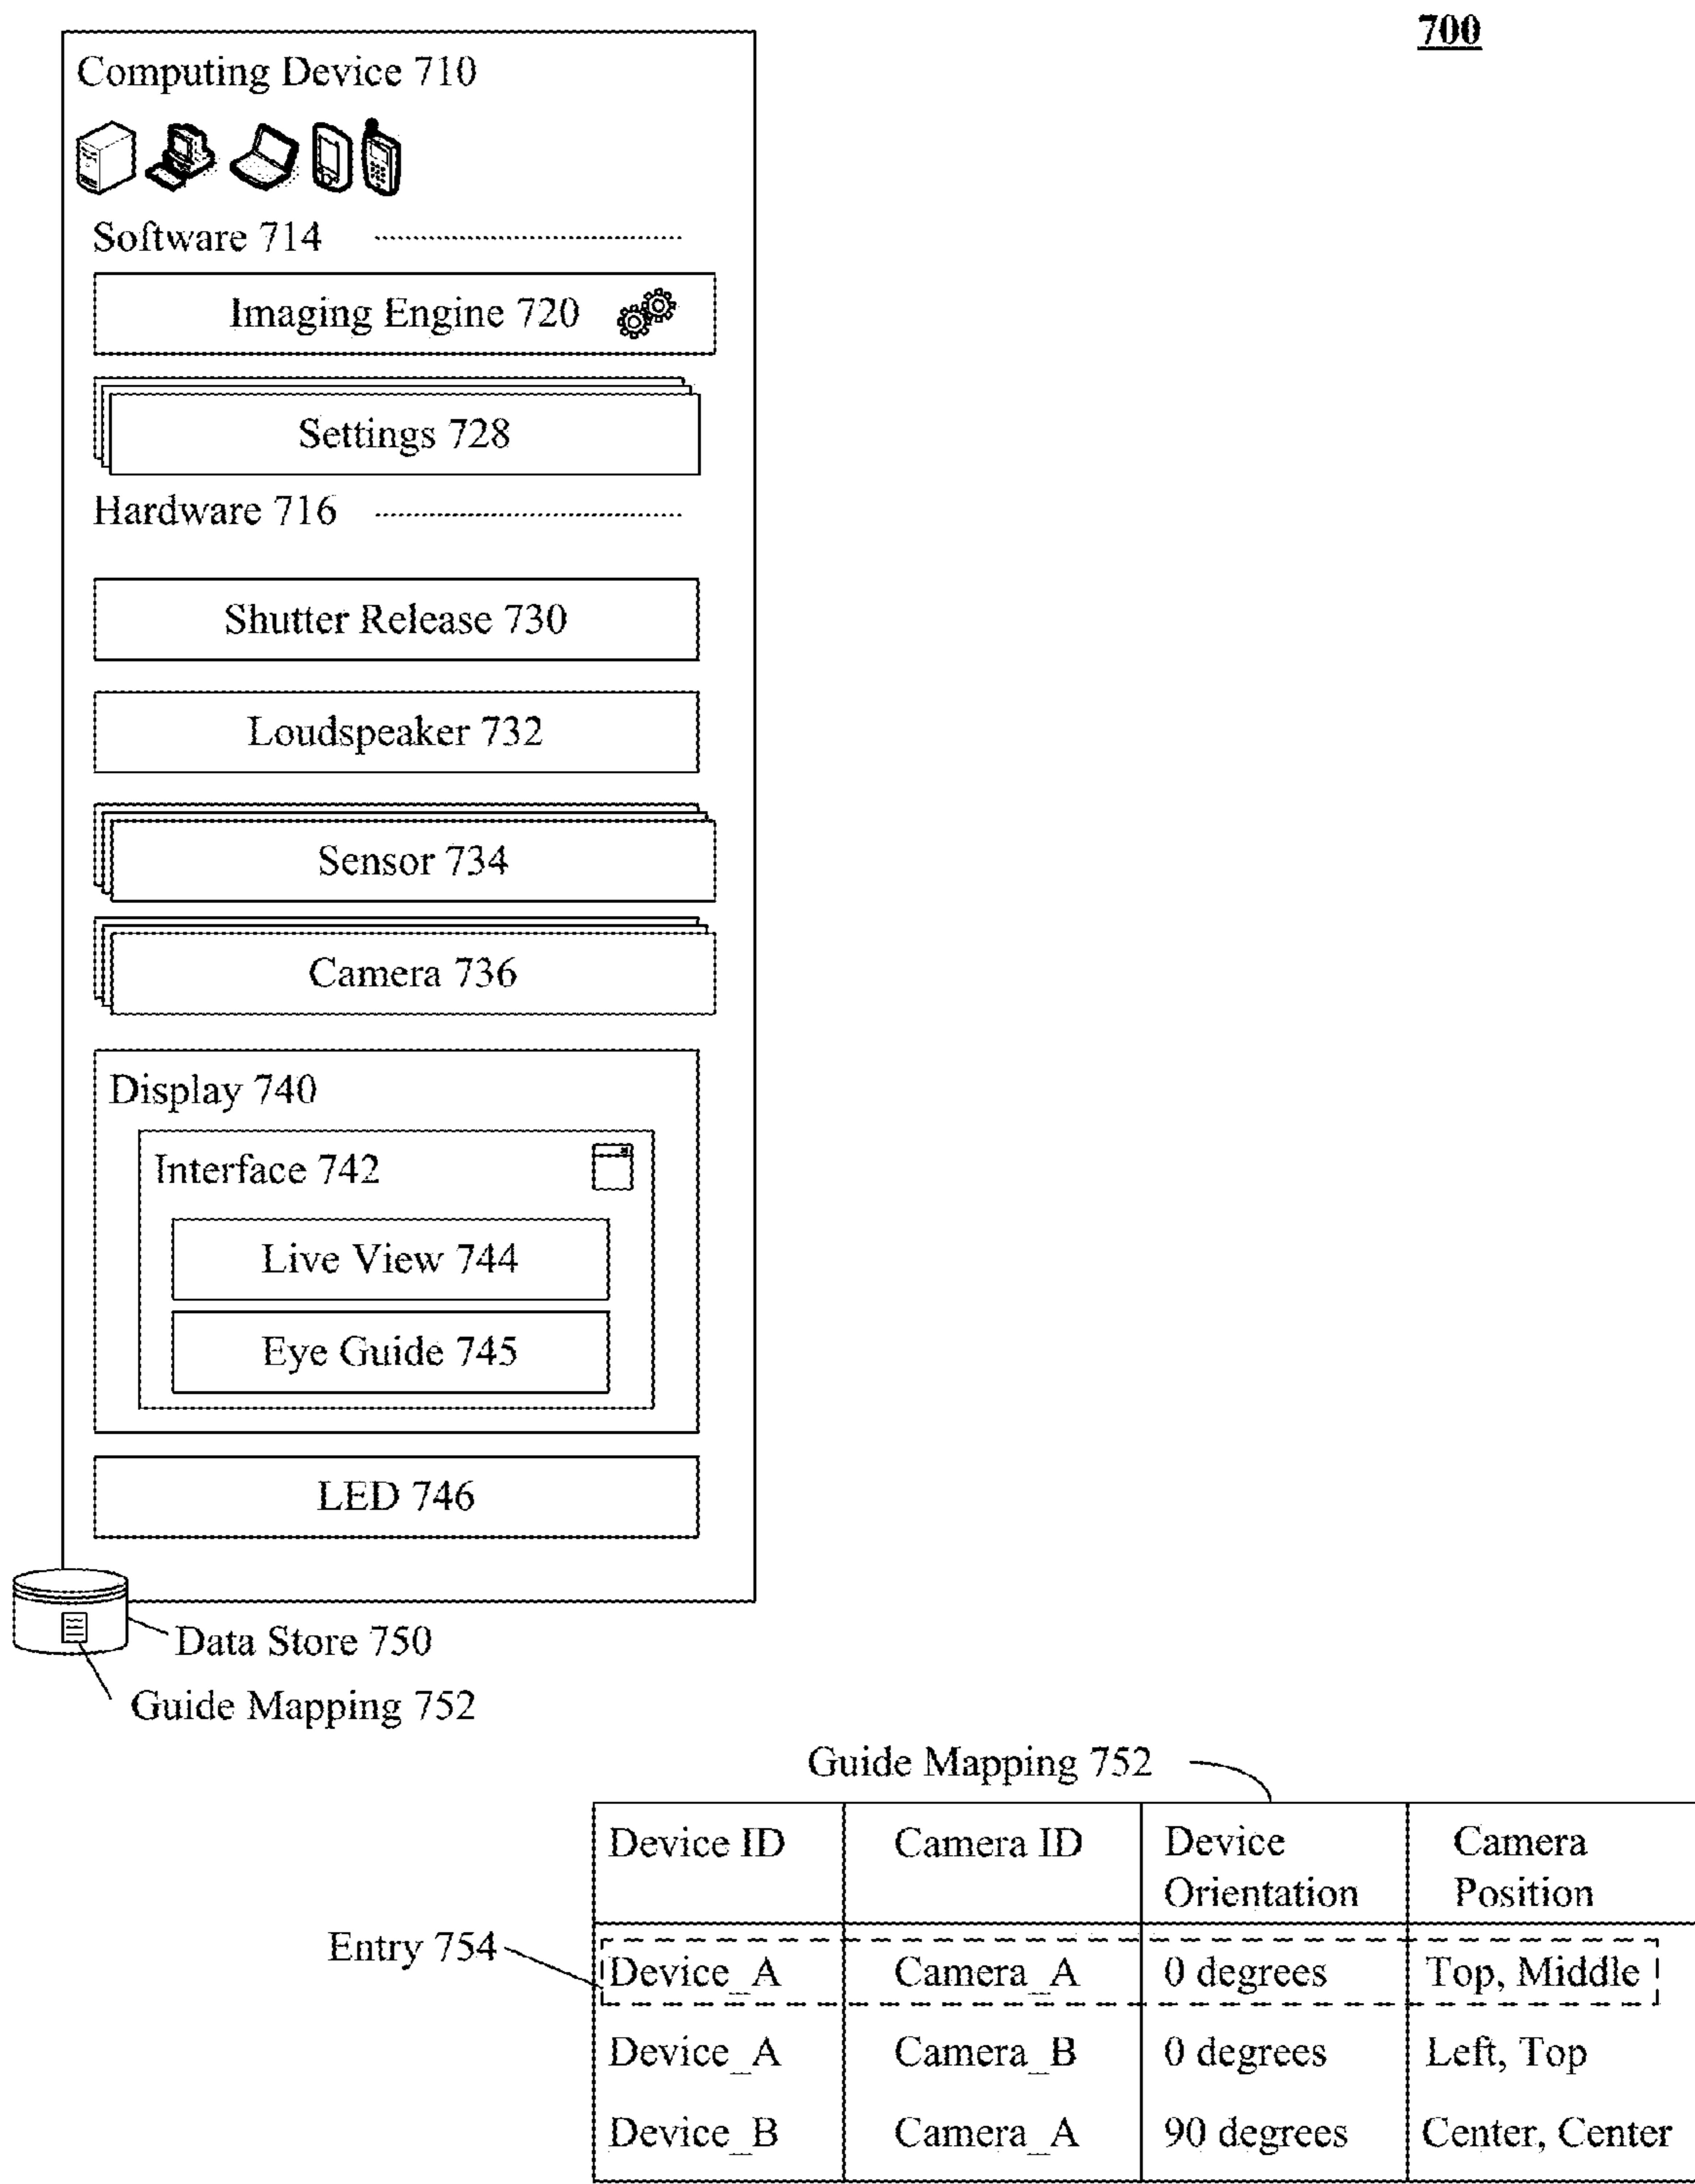 700
Computing Device 710
Software 714
Imaging Engine 720
Settings 728
Hardware 716
Shutter Release 730
Loudspeaker 732
Sensor 734
Camera 736
Display 740
Interface 742
Live View 744
Eye Guide 745
LED 746
Data Store 750
Guide Mapping 752
Guide Mapping 752
Device ID Camera ID Device Orientation Camera Position
Entry 754
Device_A Camera_A 0 degrees Top, Middle
Device_A Camera_B 0 degrees Left, Top
Device_B Camera_A 90 degrees Center, Center